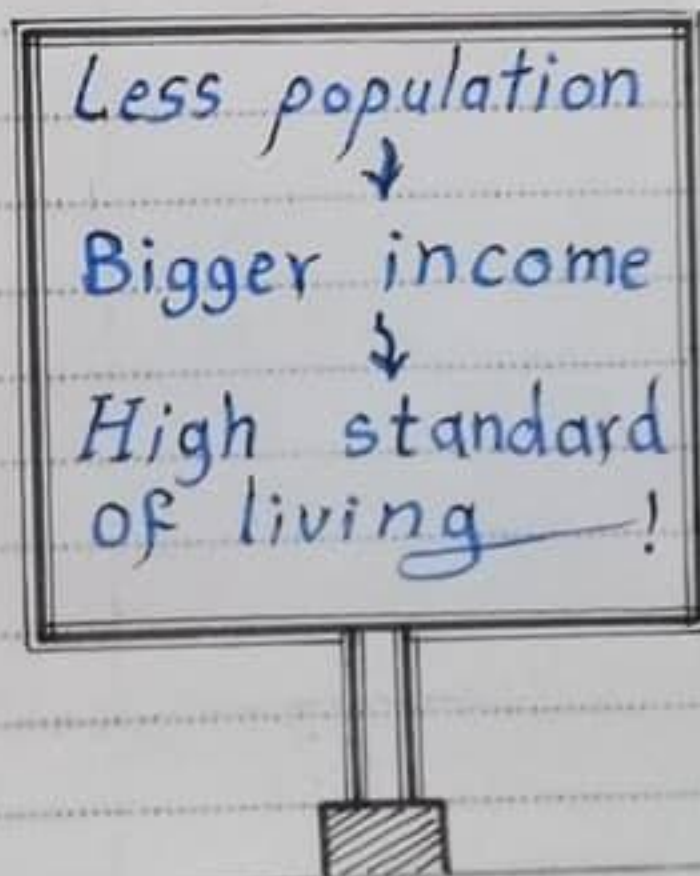 Less population
↓
Bigger income
↓
High standard
of living !